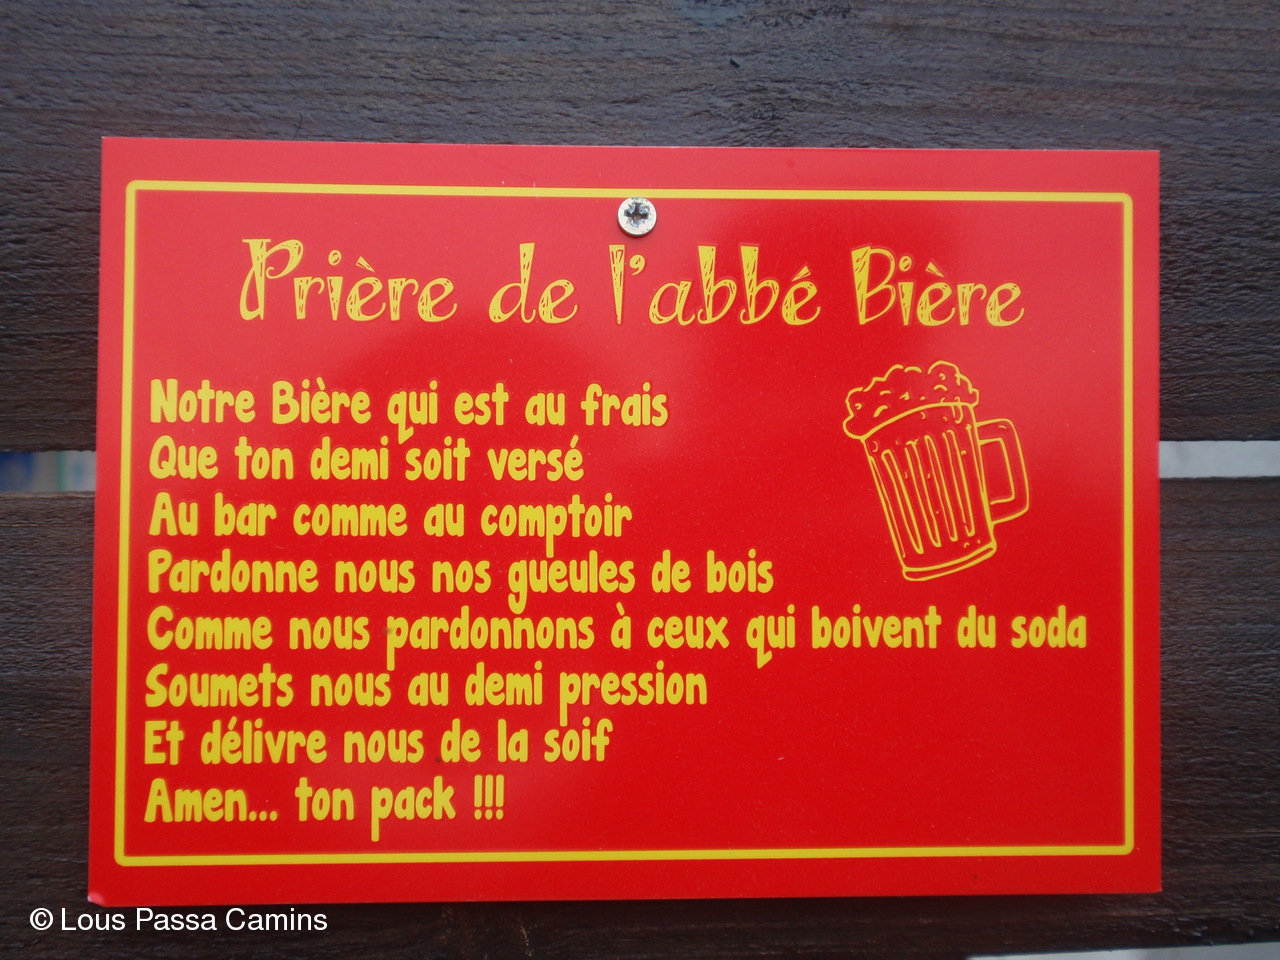 Prière de l'abbé Bière
Notre Bière qui est au frais
Que ton demi soit versé
Au bar comme au comptoir
Pardonne nous nos gueules de bois
Comme nous pardonnons à ceux qui boivent du soda
Soumets nous au demi pression
Et délivre nous de la soif
Amen... ton pack !!!
© Lous Passa Camins